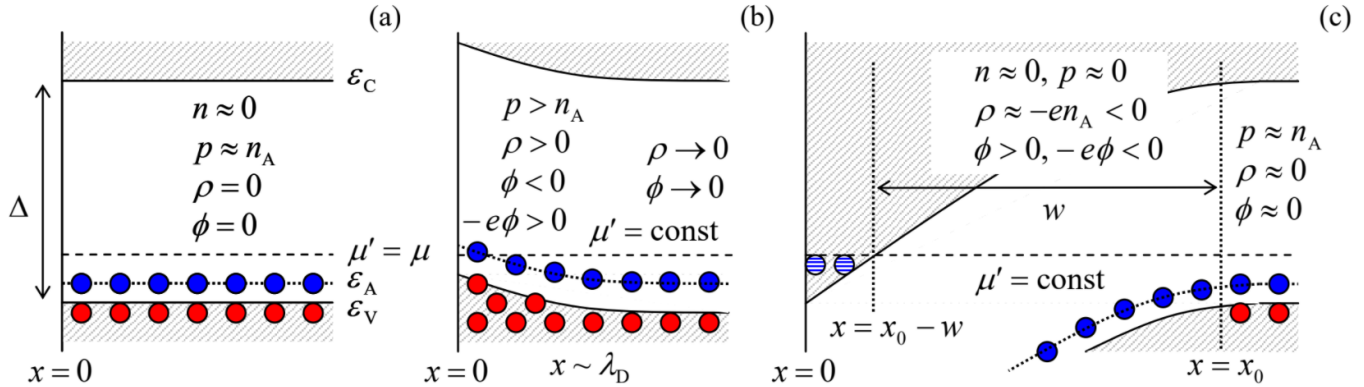 (a)
ε_C
n ≈ 0
p ≈ n_A
ρ = 0
ϕ = 0
Δ
μ′ = μ
ε_A
ε_V
x = 0
(b)
p > n_A
ρ > 0
ϕ < 0
−eϕ > 0
ρ → 0
ϕ → 0
μ′ = const
x = 0
x ~ λ_D
(c)
n ≈ 0, p ≈ 0
ρ ≈ −en_A < 0
ϕ > 0, −eϕ < 0
w
p ≈ n_A
ρ ≈ 0
ϕ ≈ 0
μ′ = const
x = x_0 − w
x = 0
x = x_0